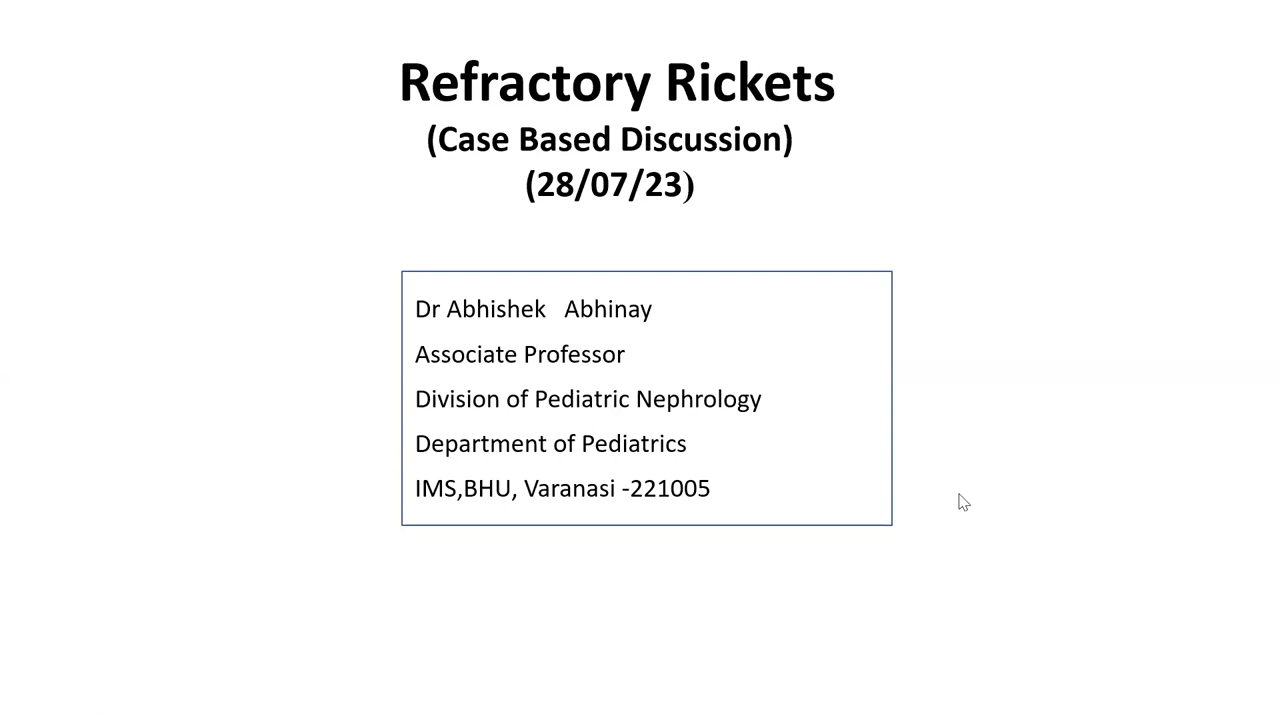 Refractory Rickets
(Case Based Discussion)
(28/07/23)
Dr Abhishek Abhinay
Associate Professor
Division of Pediatric Nephrology
Department of Pediatrics
IMS,BHU, Varanasi -221005